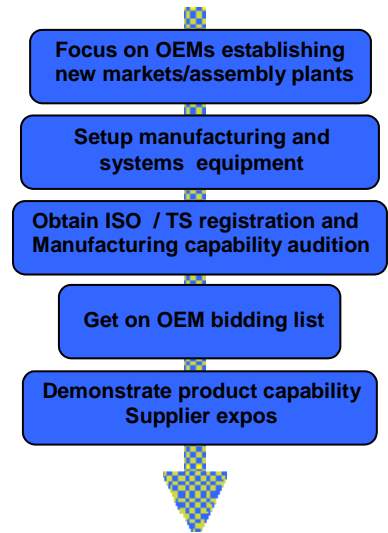 Focus on OEMs establishing
new markets/assembly plants
Setup manufacturing and
systems equipment
Obtain ISO / TS registration and
Manufacturing capability audition
Get on OEM bidding list
Demonstrate product capability
Supplier expos